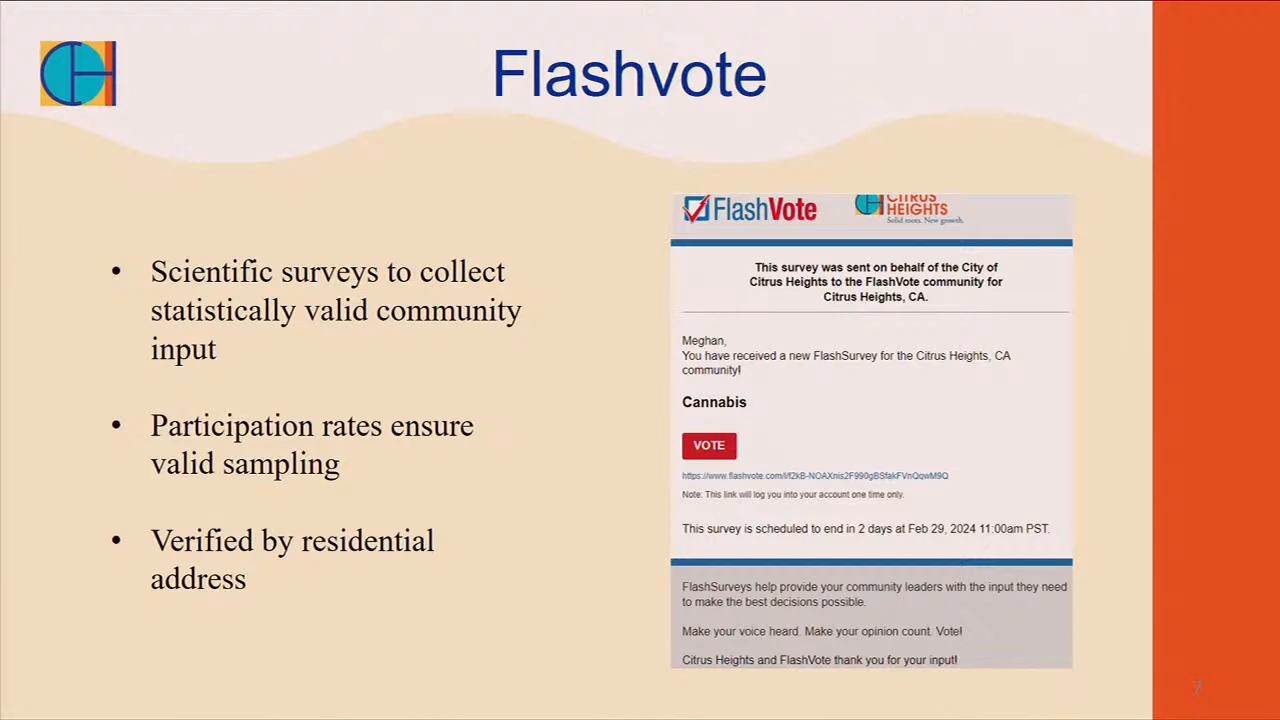 Flashvote
• Scientific surveys to collect
statistically valid community
input
• Participation rates ensure
valid sampling
• Verified by residential
address
FlashVote
CITRUS
HEIGHTS
Solid roots. New growth.
This survey was sent on behalf of the City of
Citrus Heights to the FlashVote community for
Citrus Heights, CA.
Meghan,
You have received a new FlashSurvey for the Citrus Heights, CA
community!
Cannabis
VOTE
Note: This link will log you into your account one time only.
This survey is scheduled to end in 2 days at Feb 29, 2024 11:00am PST.
FlashSurveys help provide your community leaders with the input they need
to make the best decisions possible.
Make your voice heard. Make your opinion count. Vote!
Citrus Heights and FlashVote thank you for your input!
7